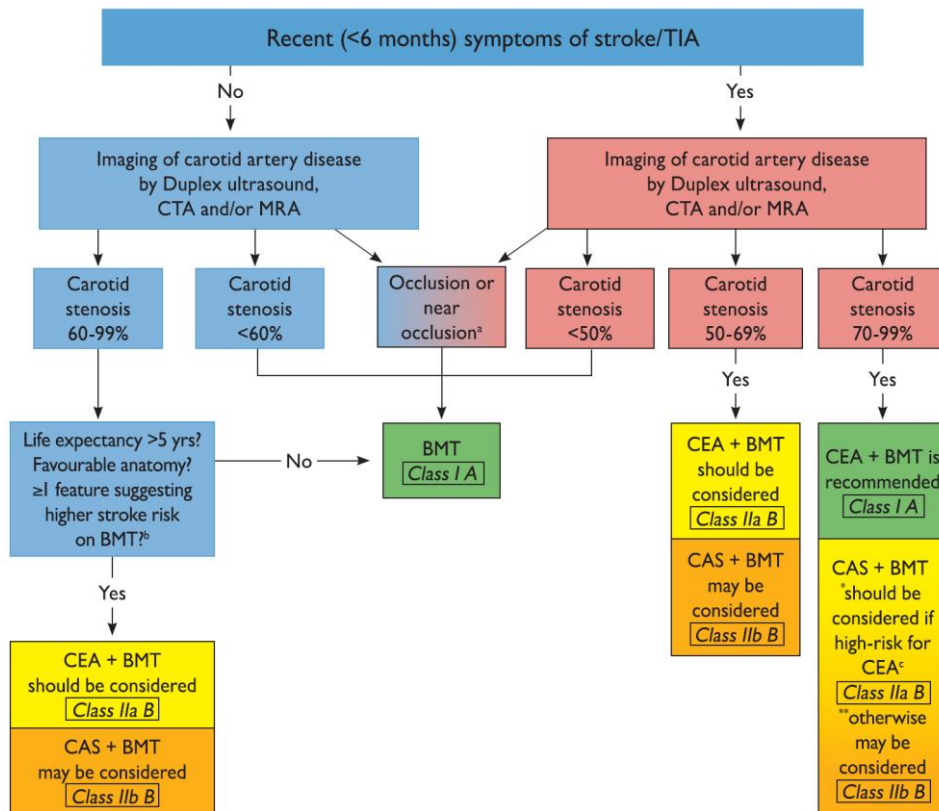 Recent (<6 months) symptoms of stroke/TIA
No
Yes
Imaging of carotid artery disease
by Duplex ultrasound,
CTA and/or MRA
Imaging of carotid artery disease
by Duplex ultrasound,
CTA and/or MRA
Carotid
stenosis
60-99%
Carotid
stenosis
<60%
Occlusion or
near
occlusionᵃ
Carotid
stenosis
<50%
Carotid
stenosis
50-69%
Carotid
stenosis
70-99%
Yes
Yes
Life expectancy >5 yrs?
Favourable anatomy?
≥1 feature suggesting
higher stroke risk
on BMT?ᵇ
No
BMT
Class I A
CEA + BMT
should be
considered
Class IIa B
CAS + BMT
may be
considered
Class IIb B
CEA + BMT is
recommended
Class I A
CAS + BMT
*should be
considered if
high-risk for
CEAᶜ
Class IIa B
**otherwise
may be
considered
Class IIb B
Yes
CEA + BMT
should be considered
Class IIa B
CAS + BMT
may be considered
Class IIb B